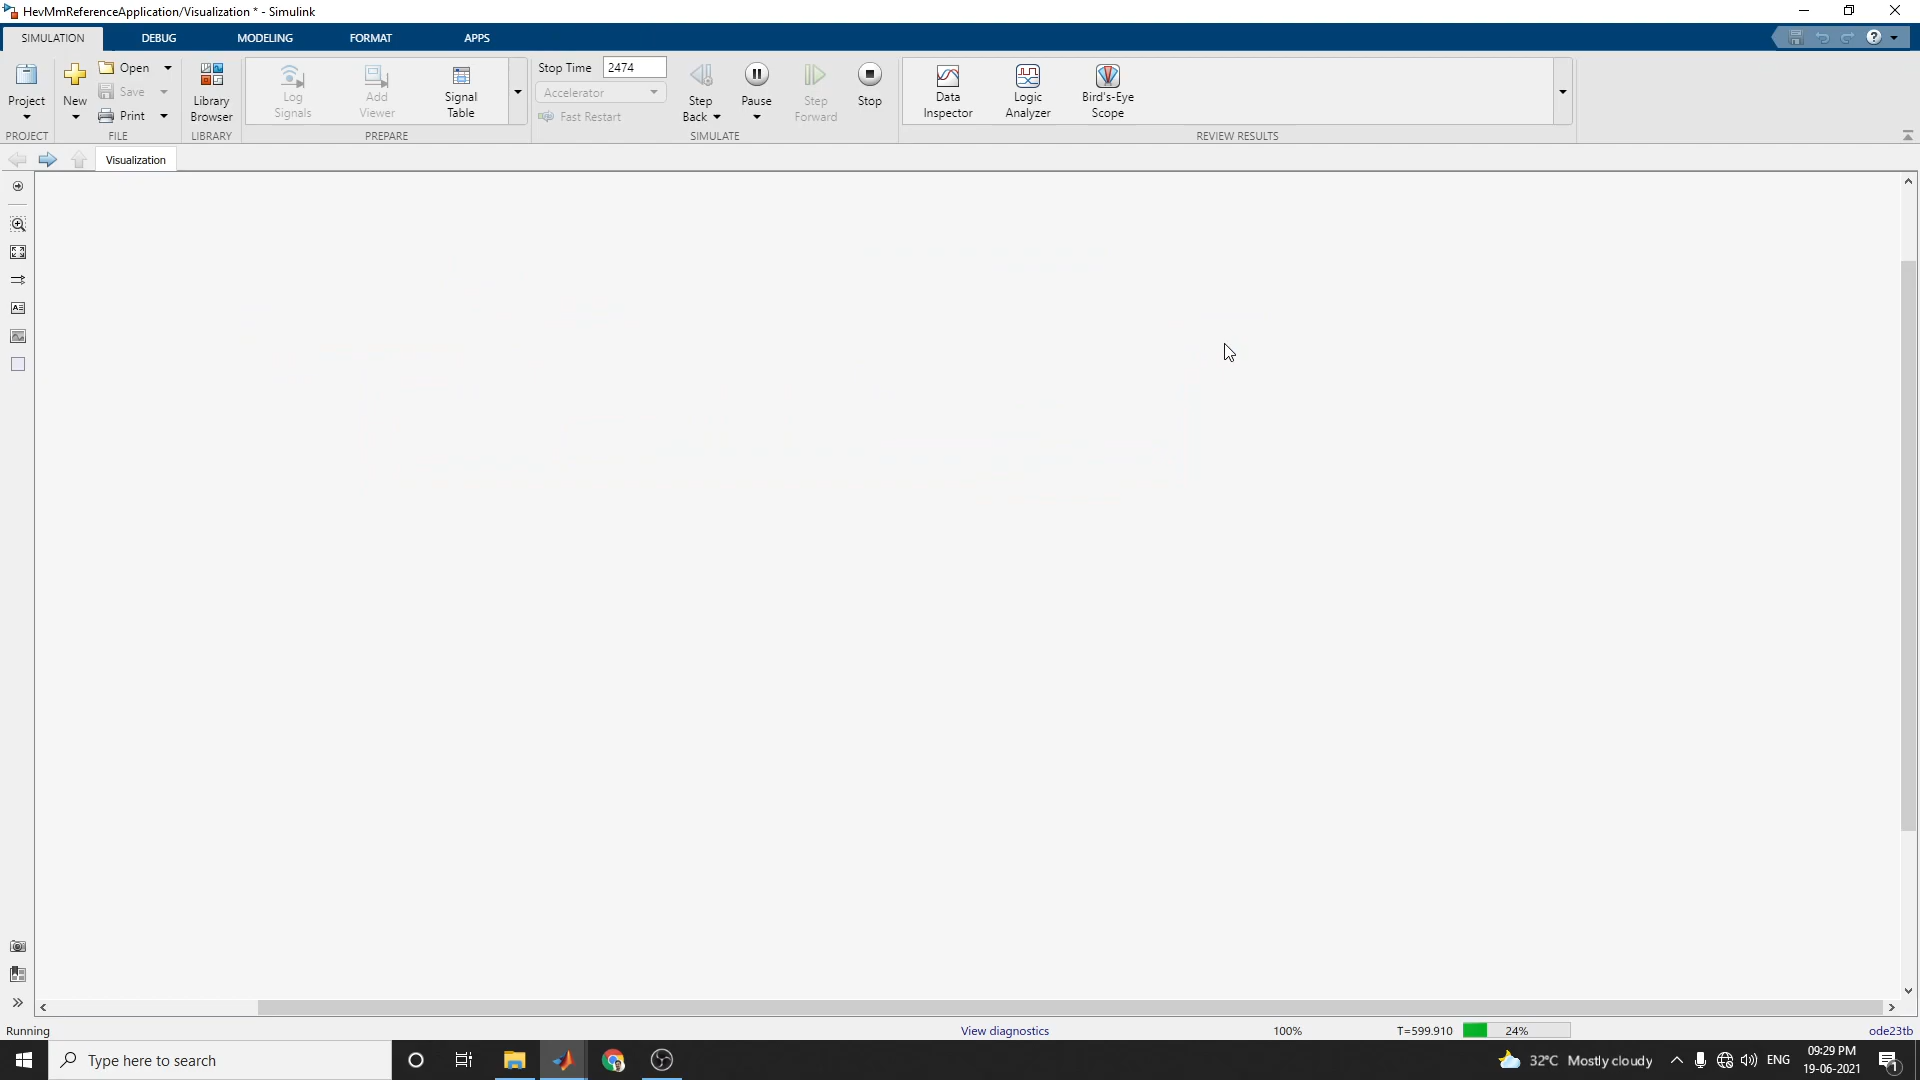 HevMmReferenceApplication/Visualization * - Simulink
SIMULATION DEBUG MODELING FORMAT APPS
Project
New
Open
Save
Print
Library Browser
Log Signals
Add Viewer
Signal Table
Stop Time 2474
Accelerator
Fast Restart
Step Back
Pause
Step Forward
Stop
Data Inspector
Logic Analyzer
Bird's-Eye Scope
PROJECT FILE LIBRARY PREPARE SIMULATE REVIEW RESULTS
Visualization
Running View diagnostics 100% T=599.910 24% ode23tb
Type here to search
32°C Mostly cloudy
ENG
09:29 PM
19-06-2021
1